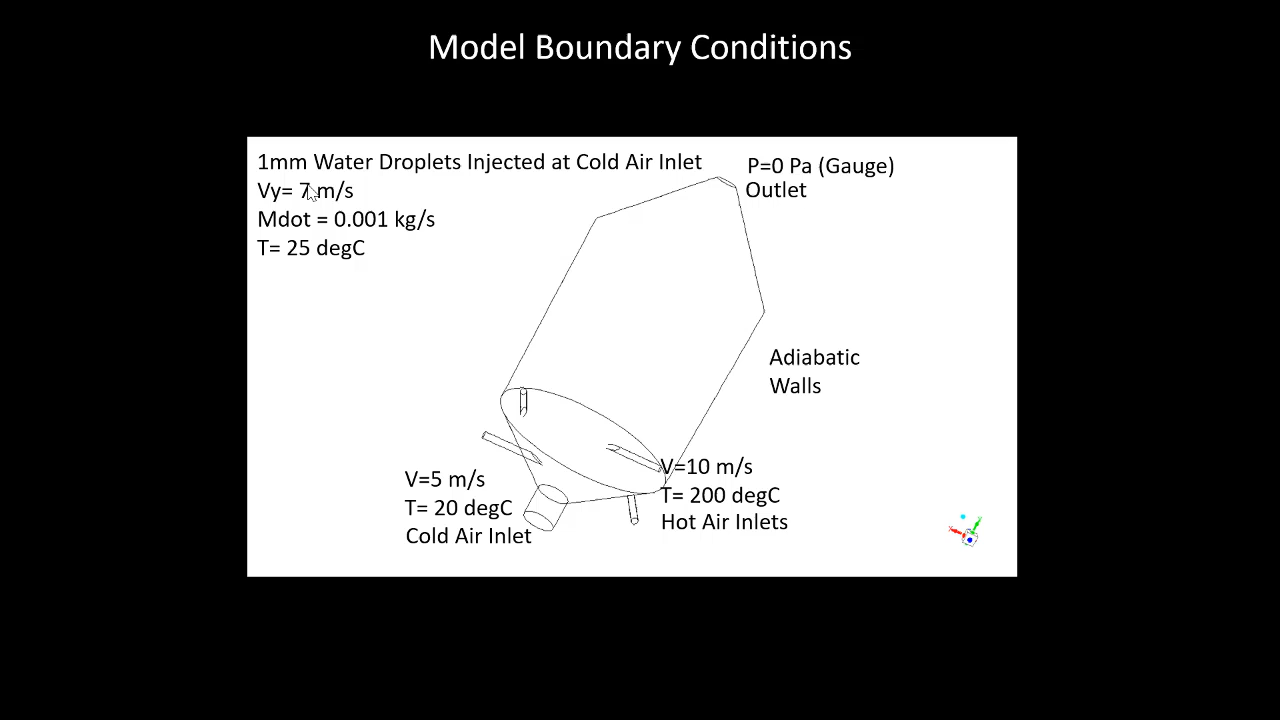 Model Boundary Conditions
1mm Water Droplets Injected at Cold Air Inlet
Vy= 7 m/s
Mdot = 0.001 kg/s
T= 25 degC
P=0 Pa (Gauge)
Outlet
Adiabatic
Walls
V=5 m/s
T= 20 degC
Cold Air Inlet
V=10 m/s
T= 200 degC
Hot Air Inlets